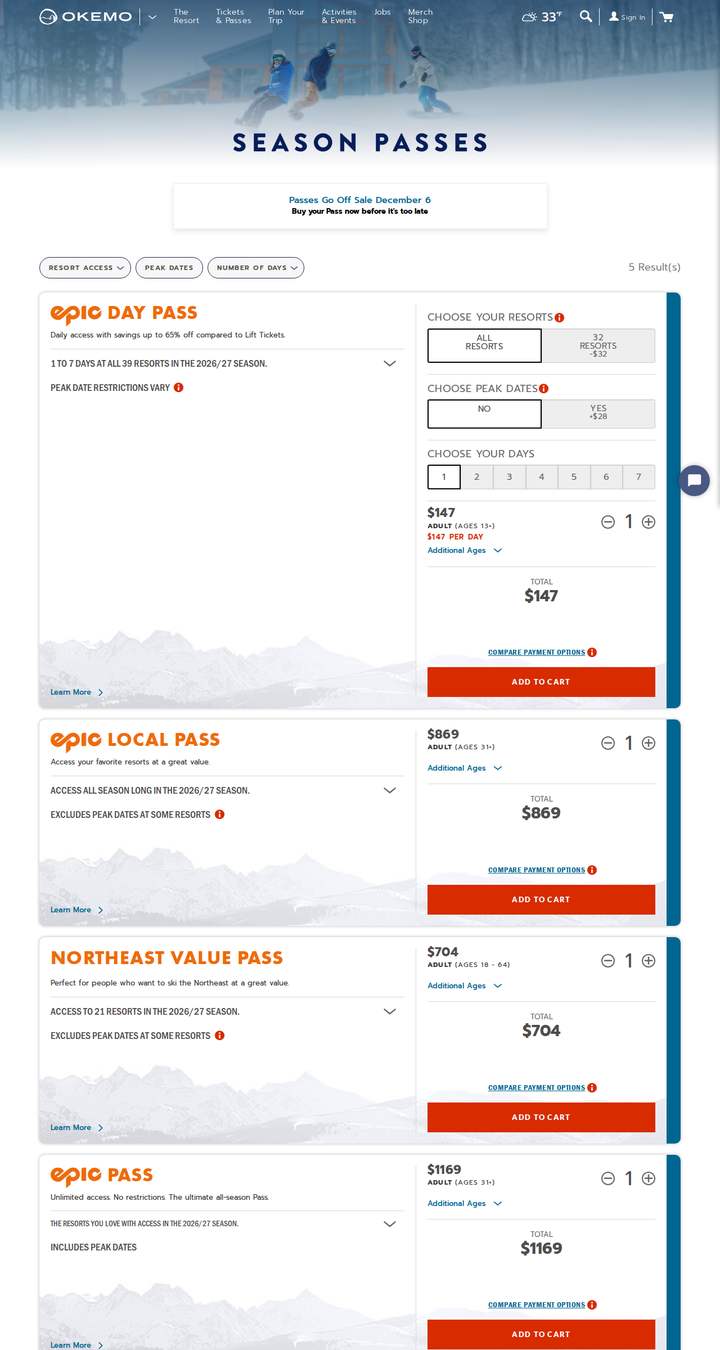 OKEMO
The Resort
Tickets & Passes
Plan Your Trip
Activities & Events
Jobs
Merch Shop
33°F
Sign In
SEASON PASSES
Passes Go Off Sale December 6
Buy your Pass now before it's too late
RESORT ACCESS
PEAK DATES
NUMBER OF DAYS
5 Result(s)
epic DAY PASS
Daily access with savings up to 65% off compared to Lift Tickets.
1 TO 7 DAYS AT ALL 39 RESORTS IN THE 2026/27 SEASON.
PEAK DATE RESTRICTIONS VARY
Learn More
CHOOSE YOUR RESORTS
ALL RESORTS
32 RESORTS -$32
CHOOSE PEAK DATES
NO
YES +$28
CHOOSE YOUR DAYS
1 2 3 4 5 6 7
$147
ADULT (AGES 13+)
$147 PER DAY
1
Additional Ages
TOTAL
$147
COMPARE PAYMENT OPTIONS
ADD TO CART
epic LOCAL PASS
Access your favorite resorts at a great value.
ACCESS ALL SEASON LONG IN THE 2026/27 SEASON.
EXCLUDES PEAK DATES AT SOME RESORTS
Learn More
$869
ADULT (AGES 31+)
1
Additional Ages
TOTAL
$869
COMPARE PAYMENT OPTIONS
ADD TO CART
NORTHEAST VALUE PASS
Perfect for people who want to ski the Northeast at a great value.
ACCESS TO 21 RESORTS IN THE 2026/27 SEASON.
EXCLUDES PEAK DATES AT SOME RESORTS
Learn More
$704
ADULT (AGES 18 - 64)
1
Additional Ages
TOTAL
$704
COMPARE PAYMENT OPTIONS
ADD TO CART
epic PASS
Unlimited access. No restrictions. The ultimate all-season Pass.
THE RESORTS YOU LOVE WITH ACCESS IN THE 2026/27 SEASON.
INCLUDES PEAK DATES
Learn More
$1169
ADULT (AGES 31+)
1
Additional Ages
TOTAL
$1169
COMPARE PAYMENT OPTIONS
ADD TO CART